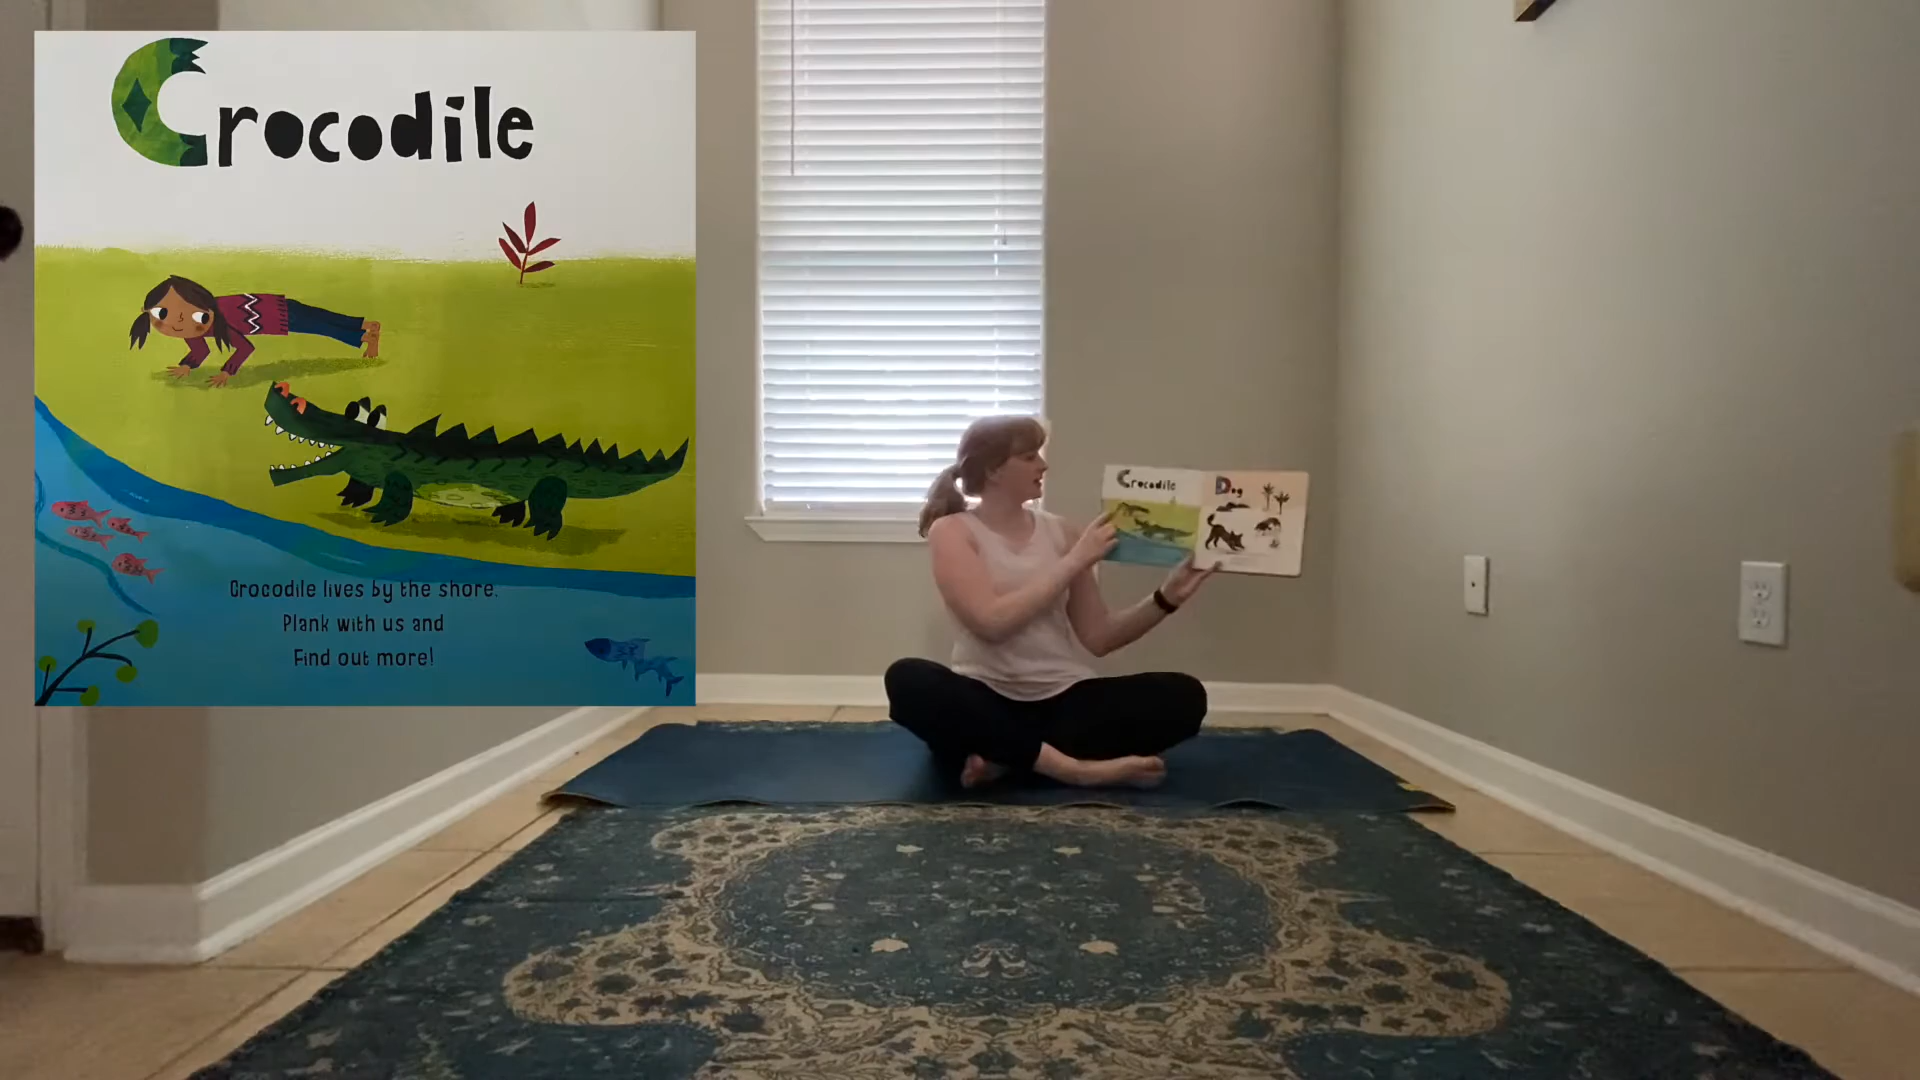 Crocodile
Crocodile lives by the shore.
Plank with us and
Find out more!
Crocodile
Dog